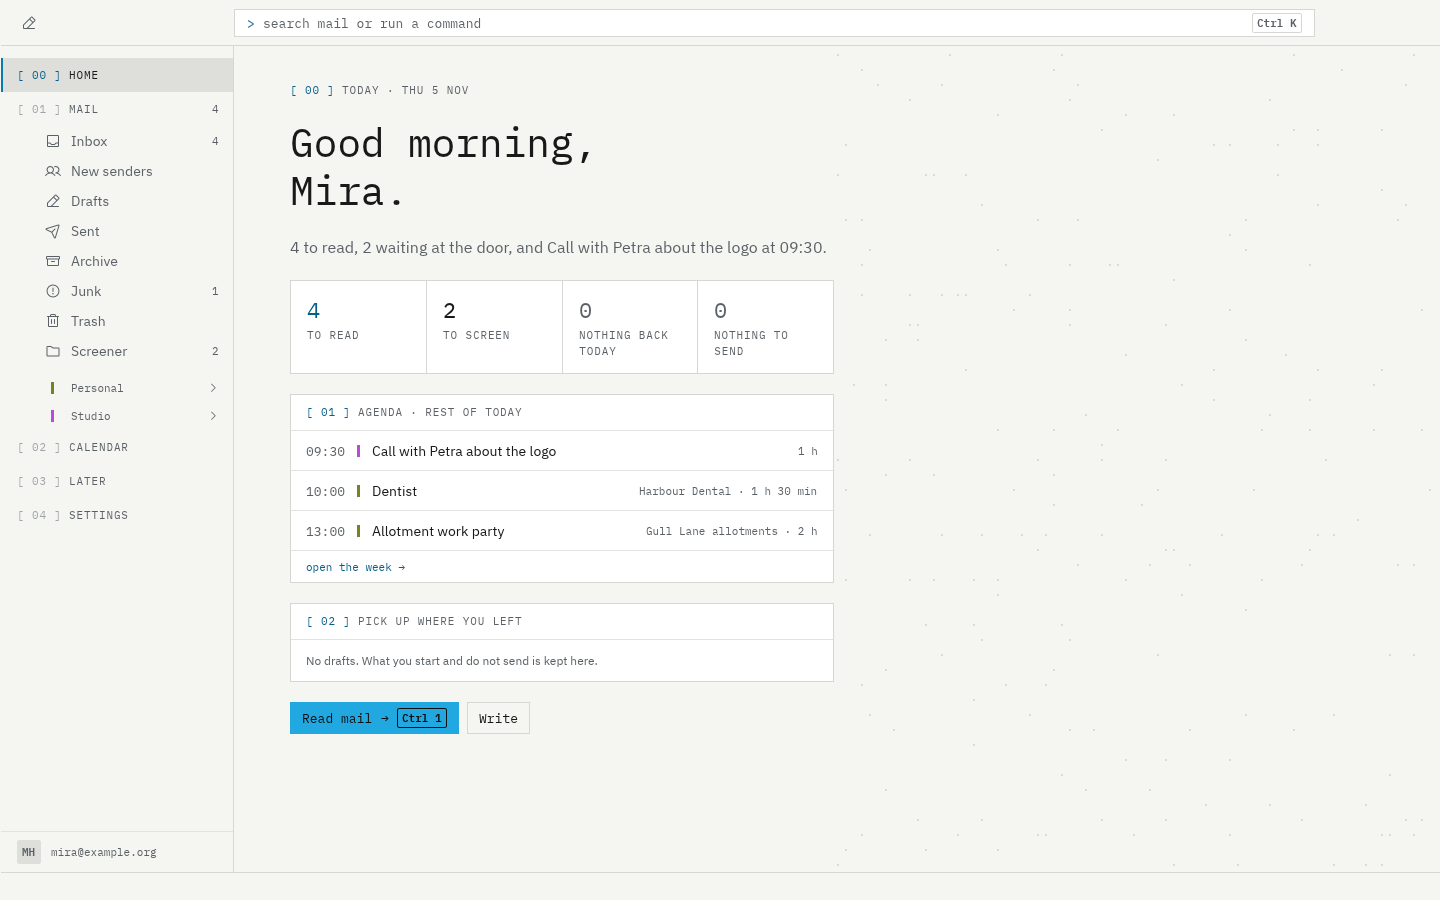 > search mail or run a command
Ctrl K
[ 00 ] HOME
[ 01 ] MAIL 4
Inbox 4
New senders
Drafts
Sent
Archive
Junk 1
Trash
Screener 2
Personal
Studio
[ 02 ] CALENDAR
[ 03 ] LATER
[ 04 ] SETTINGS
MH mira@example.org
[ 00 ] TODAY · THU 5 NOV
Good morning,
Mira.
4 to read, 2 waiting at the door, and Call with Petra about the logo at 09:30.
4
TO READ
2
TO SCREEN
0
NOTHING BACK
TODAY
0
NOTHING TO
SEND
[ 01 ] AGENDA · REST OF TODAY
09:30 Call with Petra about the logo 1 h
10:00 Dentist Harbour Dental · 1 h 30 min
13:00 Allotment work party Gull Lane allotments · 2 h
open the week →
[ 02 ] PICK UP WHERE YOU LEFT
No drafts. What you start and do not send is kept here.
Read mail → Ctrl 1
Write